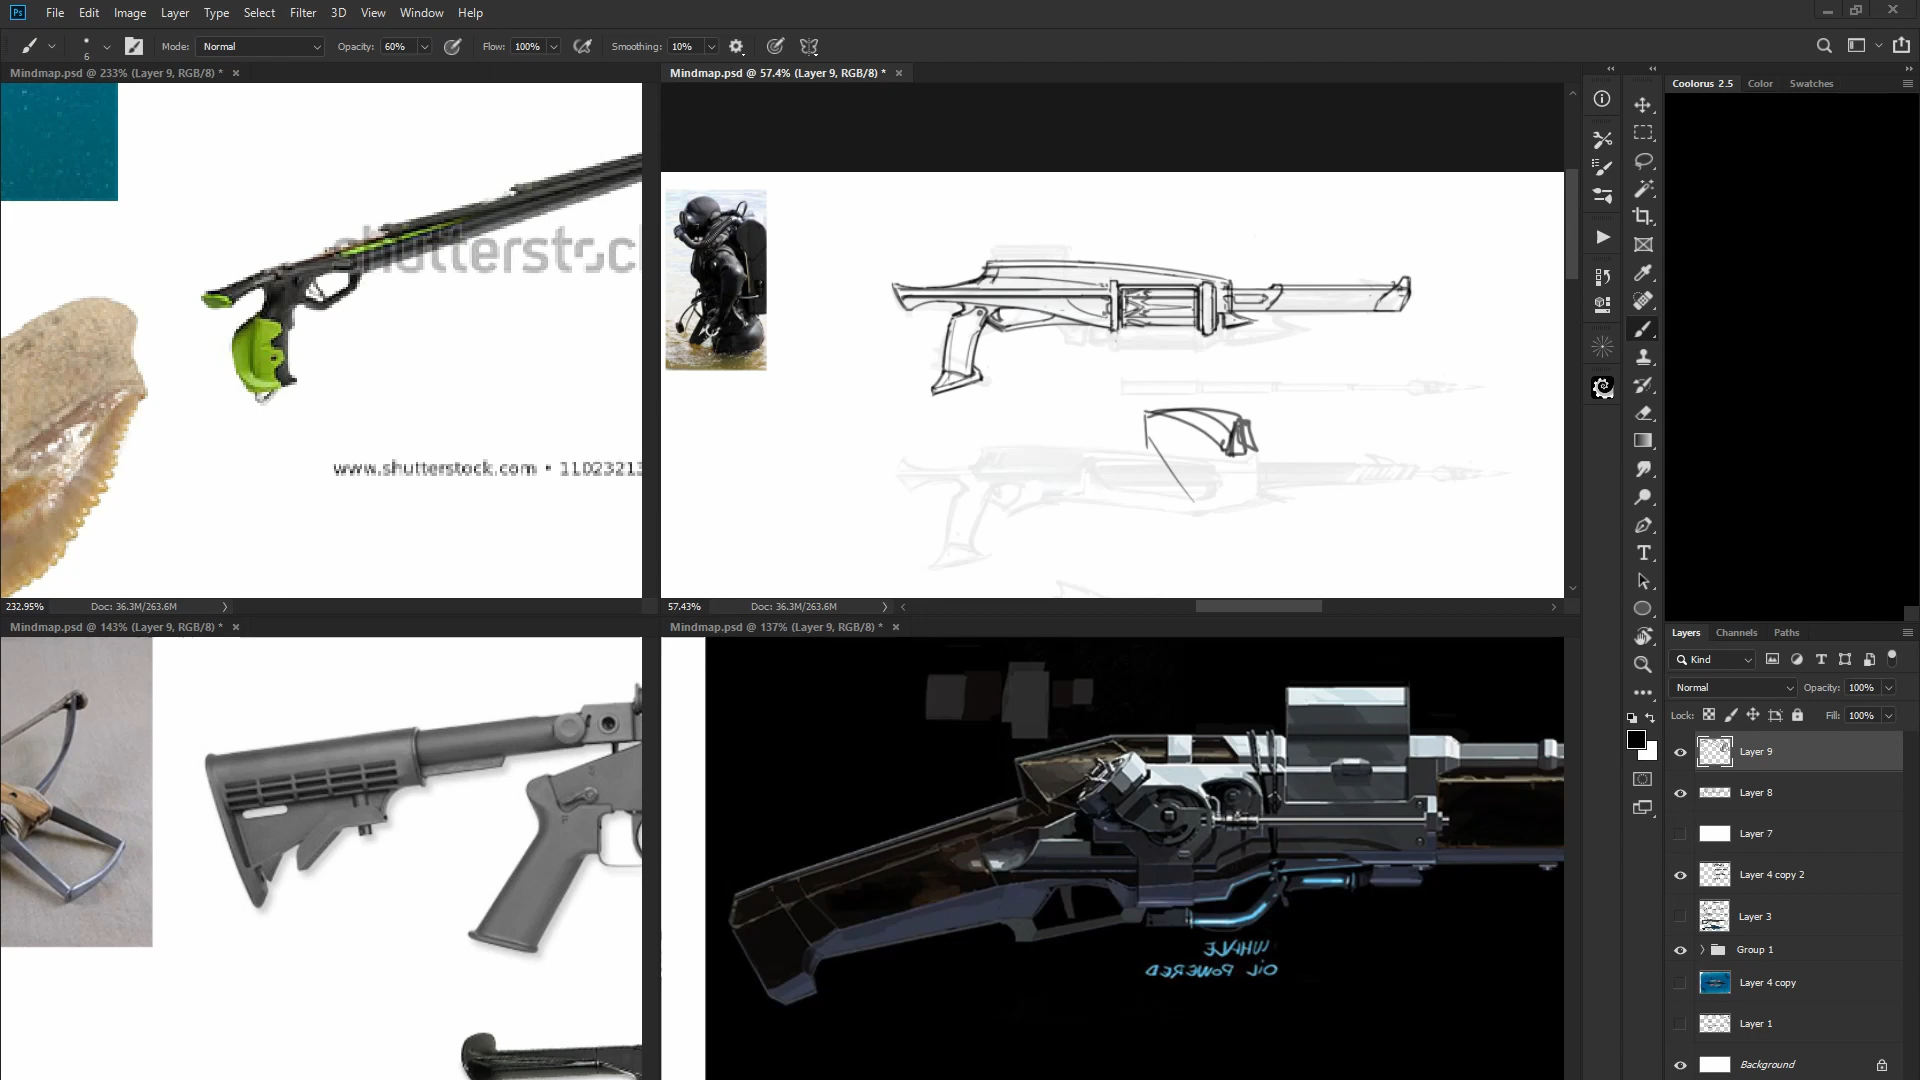 Ps File Edit Image Layer Type Select Filter 3D View Window Help
6 Mode: Normal Opacity: 60% Flow: 100% Smoothing: 10%
Mindmap.psd @ 233% (Layer 9, RGB/8) *
Mindmap.psd @ 57.4% (Layer 9, RGB/8) *
Coolorus 2.5 Color Swatches
shutterstock
www.shutterstock.com • 11023213
232.95% Doc: 36.3M/263.6M
57.43% Doc: 36.3M/263.6M
Mindmap.psd @ 143% (Layer 9, RGB/8) *
Mindmap.psd @ 137% (Layer 9, RGB/8) *
WHALE
OIL POWERED
Layers Channels Paths
Kind
Normal Opacity: 100%
Lock: Fill: 100%
Layer 9
Layer 8
Layer 7
Layer 4 copy 2
Layer 3
Group 1
Layer 4 copy
Layer 1
Background